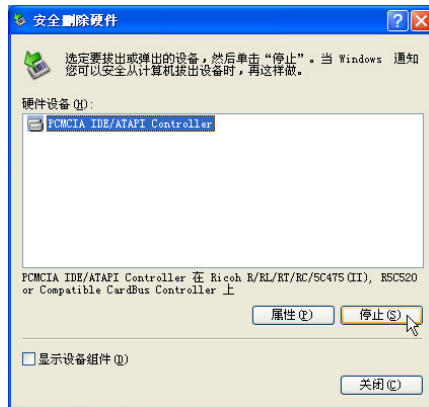 安全删除硬件
选定要拔出或弹出的设备，然后单击“停止”。当 Windows 通知
您可以安全从计算机拔出设备时，再这样做。
硬件设备(H):
PCMCIA IDE/ATAPI Controller
PCMCIA IDE/ATAPI Controller 在 Ricoh R/RL/RT/RC/5C475(II), R5C520
or Compatible CardBus Controller 上
属性(P) 停止(S)
显示设备组件(D)
关闭(C)